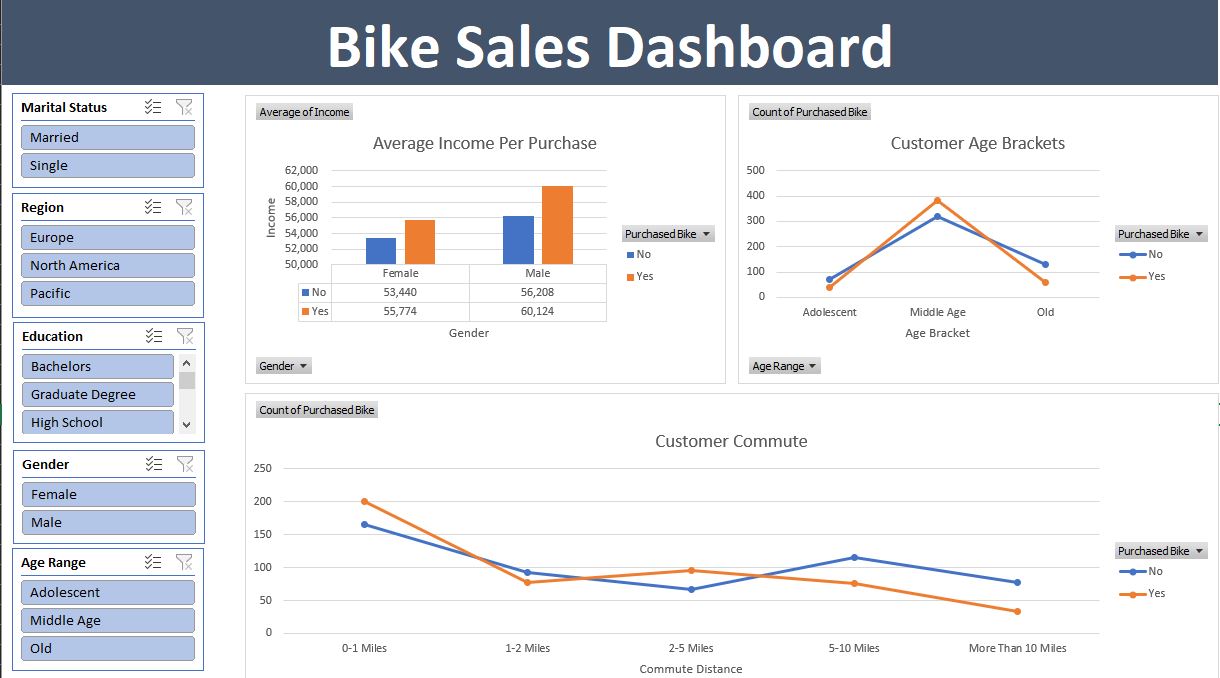 Bike Sales Dashboard
Marital Status
Married
Single
Region
Europe
North America
Pacific
Education
Bachelors
Graduate Degree
High School
Gender
Female
Male
Age Range
Adolescent
Middle Age
Old
Average of Income
Average Income Per Purchase
62,000
60,000
58,000
56,000
54,000
52,000
50,000
Income
Female Male
No 53,440 56,208
Yes 55,774 60,124
Gender
Purchased Bike
No
Yes
Gender
Count of Purchased Bike
Customer Age Brackets
500
400
300
200
100
0
Adolescent Middle Age Old
Age Bracket
Purchased Bike
No
Yes
Age Range
Count of Purchased Bike
Customer Commute
250
200
150
100
50
0
0-1 Miles 1-2 Miles 2-5 Miles 5-10 Miles More Than 10 Miles
Commute Distance
Purchased Bike
No
Yes